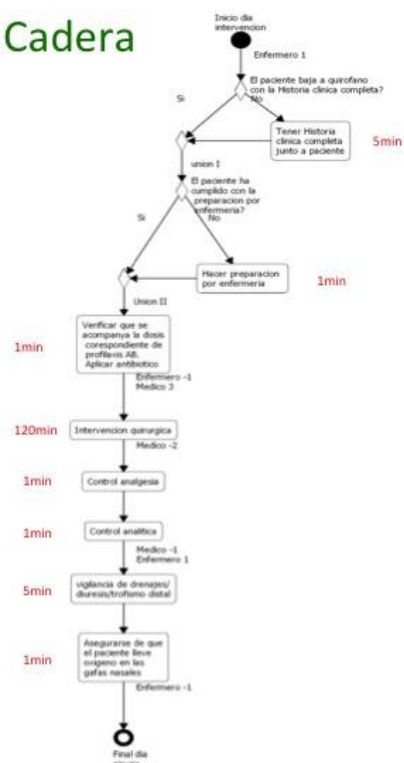 Cadera
Inicio dia
intervencion
Enfermero 1
El paciente baja a quirofano
con la Historia clinica completa?
Si
No
Tener Historia
clinica completa
junto a paciente
5min
union I
El paciente ha
cumplido con la
preparacion por
enfermeria?
Si
No
Hacer preparacion
por enfermeria
1min
Union II
Verificar que se
acompanya la dosis
corespondiente de
profilaxis AB.
Aplicar antibiotico
1min
Enfermero -1
Medico 3
120min
Intervencion quirurgica
Medico -2
1min
Control analgesia
1min
Control analitica
Medico -1
Enfermero 1
5min
vigilancia de drenajes/
diuresis/trofismo distal
1min
Asegurarse de que
el paciente lleve
oxigeno en las
gafas nasales
Enfermero -1
Final dia